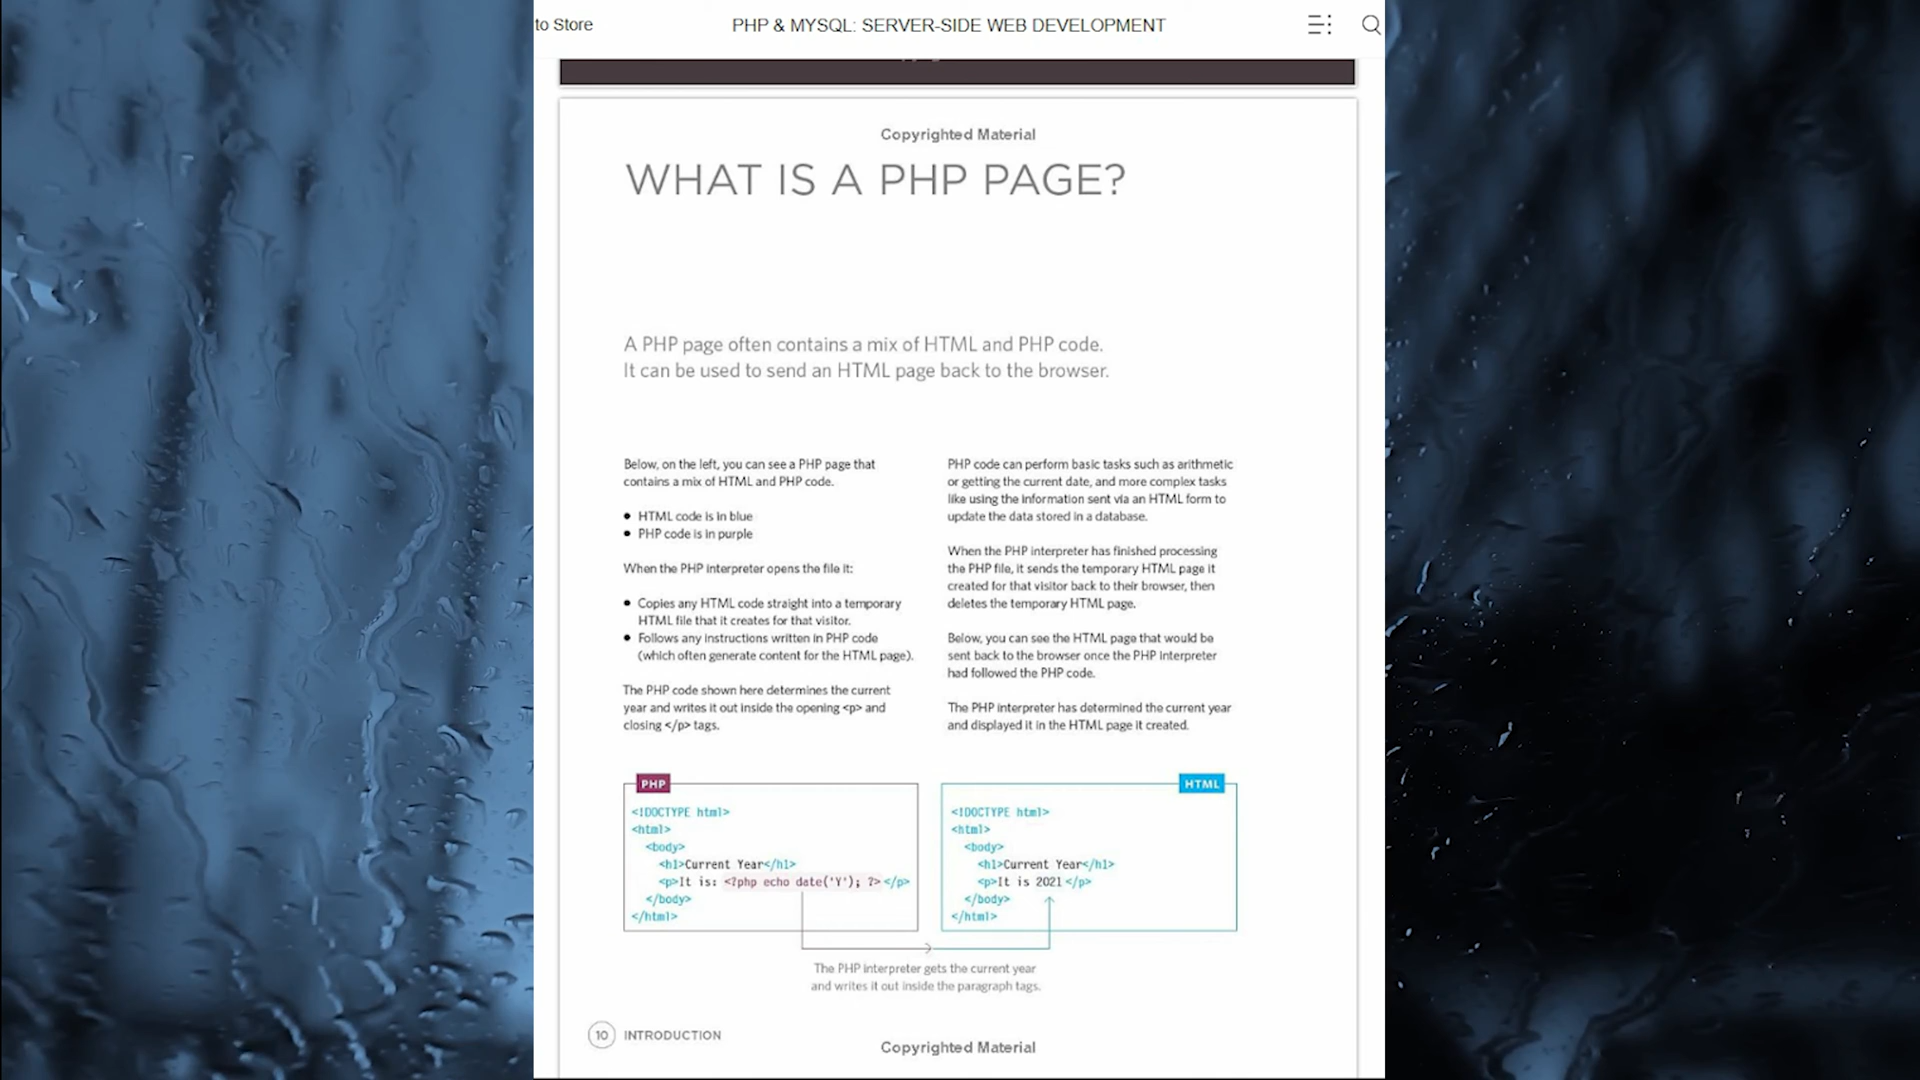 to Store
PHP & MYSQL: SERVER-SIDE WEB DEVELOPMENT
Copyrighted Material
WHAT IS A PHP PAGE?
A PHP page often contains a mix of HTML and PHP code.
It can be used to send an HTML page back to the browser.
Below, on the left, you can see a PHP page that
contains a mix of HTML and PHP code.
• HTML code is in blue
• PHP code is in purple
When the PHP interpreter opens the file it:
• Copies any HTML code straight into a temporary
HTML file that it creates for that visitor.
• Follows any instructions written in PHP code
(which often generate content for the HTML page).
The PHP code shown here determines the current
year and writes it out inside the opening <p> and
closing </p> tags.
PHP code can perform basic tasks such as arithmetic
or getting the current date, and more complex tasks
like using the information sent via an HTML form to
update the data stored in a database.
When the PHP interpreter has finished processing
the PHP file, it sends the temporary HTML page it
created for that visitor back to their browser, then
deletes the temporary HTML page.
Below, you can see the HTML page that would be
sent back to the browser once the PHP interpreter
had followed the PHP code.
The PHP interpreter has determined the current year
and displayed it in the HTML page it created.
PHP
<!DOCTYPE html>
<html>
<body>
<h1>Current Year</h1>
<p>It is: <?php echo date('Y'); ?></p>
</body>
</html>
HTML
<!DOCTYPE html>
<html>
<body>
<h1>Current Year</h1>
<p>It is 2021</p>
</body>
</html>
The PHP interpreter gets the current year
and writes it out inside the paragraph tags.
10 INTRODUCTION
Copyrighted Material